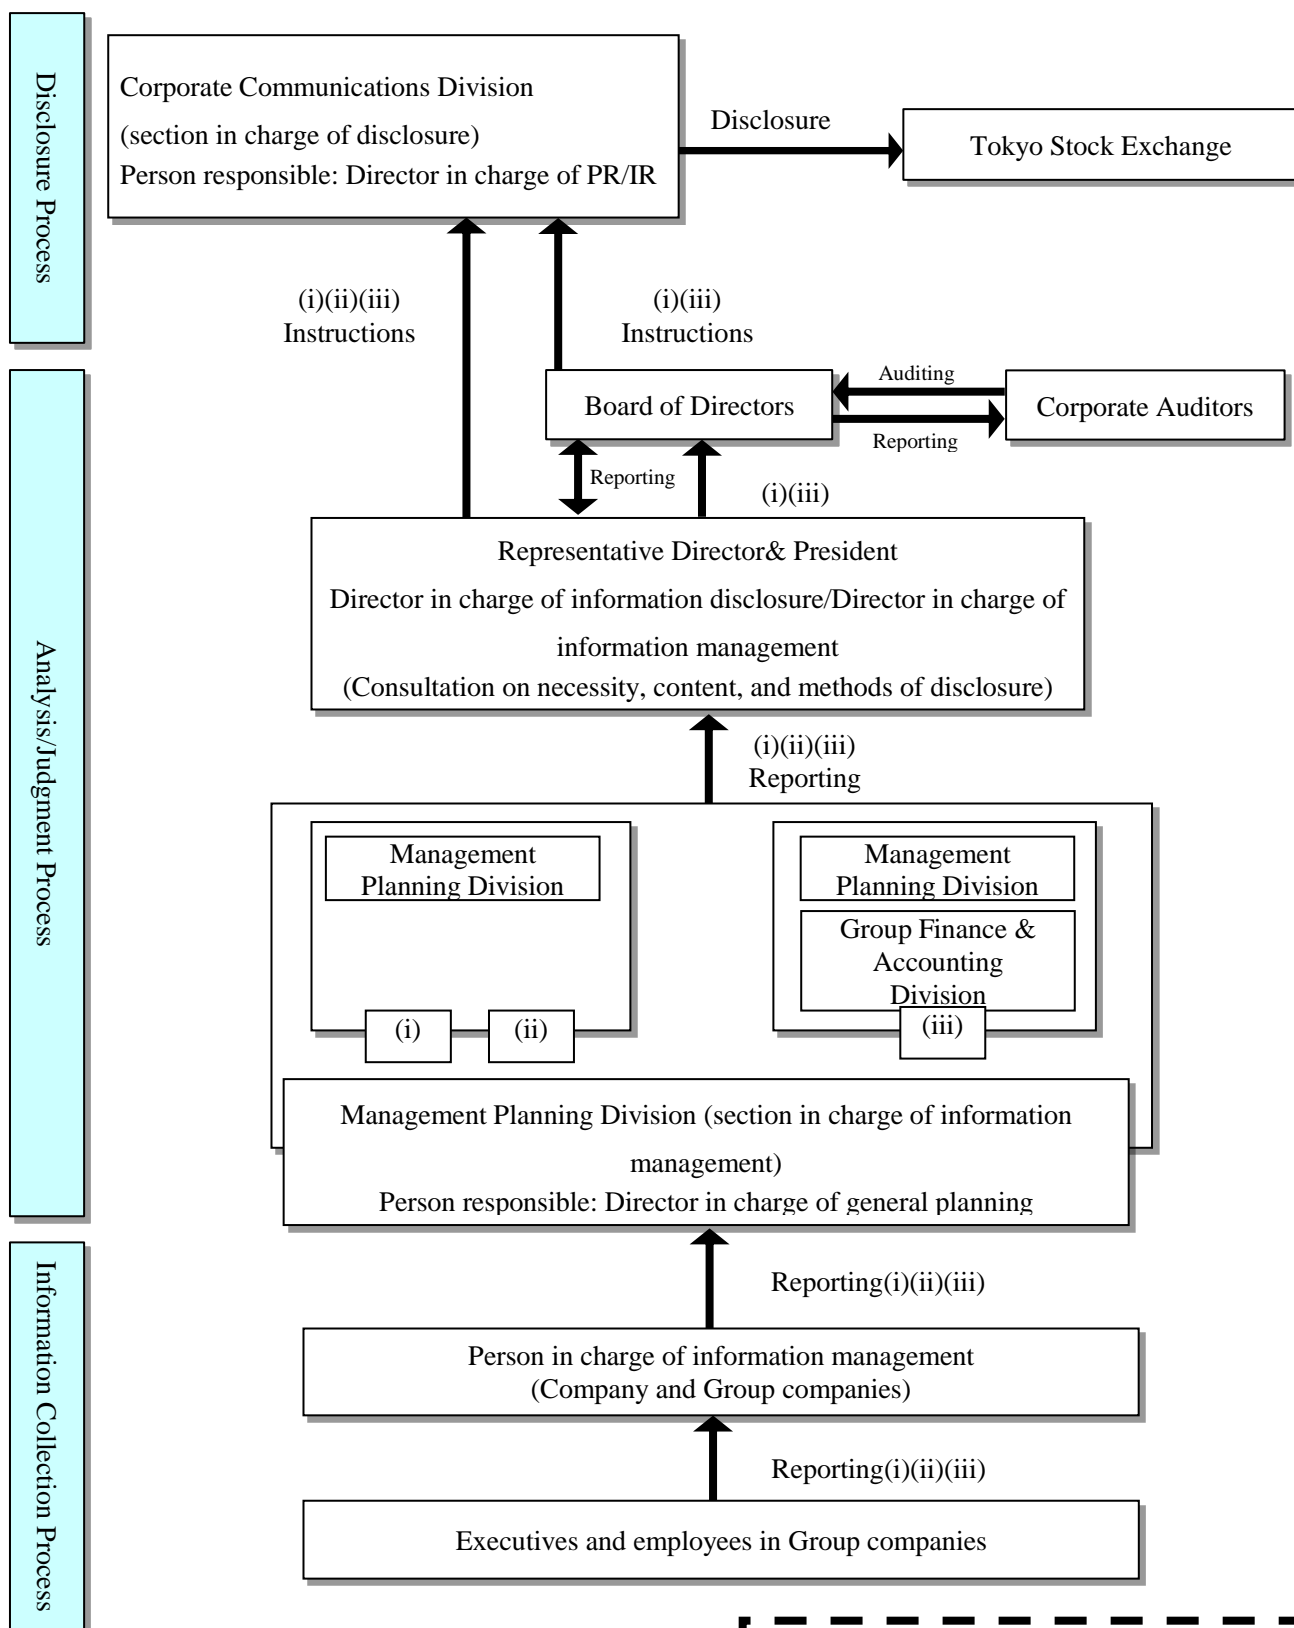 Disclosure Process
Corporate Communications Division
(section in charge of disclosure)
Person responsible: Director in charge of PR/IR
Disclosure
Tokyo Stock Exchange
(i)(ii)(iii)
Instructions
(i)(iii)
Instructions
Analysis/Judgment Process
Board of Directors
Auditing
Reporting
Corporate Auditors
Reporting
(i)(iii)
Representative Director& President
Director in charge of information disclosure/Director in charge of
information management
(Consultation on necessity, content, and methods of disclosure)
(i)(ii)(iii)
Reporting
Management
Planning Division
(i)
(ii)
Management
Planning Division
Group Finance &
Accounting
Division
(iii)
Management Planning Division (section in charge of information
management)
Person responsible: Director in charge of general planning
Information Collection Process
Reporting(i)(ii)(iii)
Person in charge of information management
(Company and Group companies)
Reporting(i)(ii)(iii)
Executives and employees in Group companies